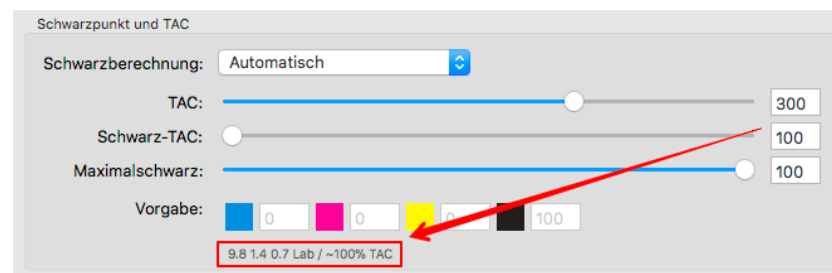 Schwarzpunkt und TAC
Schwarzberechnung: Automatisch
TAC: 300
Schwarz-TAC: 100
Maximalschwarz: 100
Vorgabe: 0 0 0 100
9.8 1.4 0.7 Lab / ~100% TAC